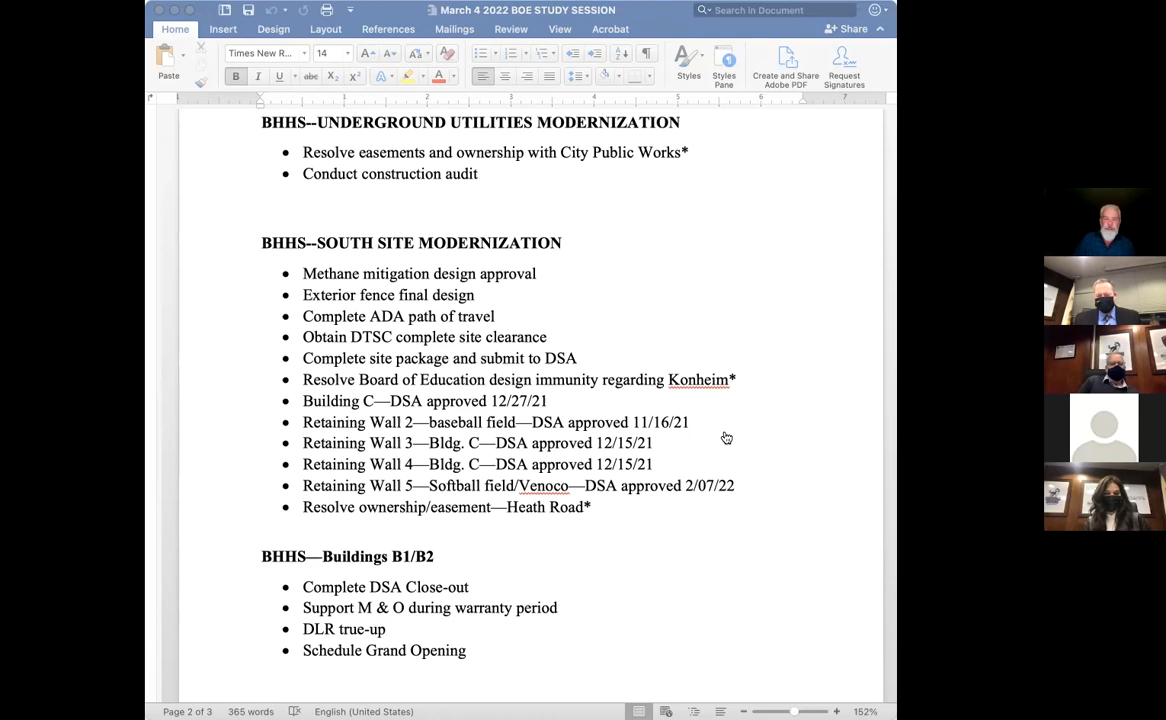 March 4 2022 BOE STUDY SESSION
Search in Document
Home Insert Design Layout References Mailings Review View Acrobat Share
Paste
Times New R... 14
Styles
Styles Pane
Create and Share Adobe PDF
Request Signatures
1 1 2 3 4 5 6 7
BHHS--UNDERGROUND UTILITIES MODERNIZATION
• Resolve easements and ownership with City Public Works*
• Conduct construction audit
BHHS--SOUTH SITE MODERNIZATION
• Methane mitigation design approval
• Exterior fence final design
• Complete ADA path of travel
• Obtain DTSC complete site clearance
• Complete site package and submit to DSA
• Resolve Board of Education design immunity regarding Konheim*
• Building C—DSA approved 12/27/21
• Retaining Wall 2—baseball field—DSA approved 11/16/21
• Retaining Wall 3—Bldg. C—DSA approved 12/15/21
• Retaining Wall 4—Bldg. C—DSA approved 12/15/21
• Retaining Wall 5—Softball field/Venoco—DSA approved 2/07/22
• Resolve ownership/easement—Heath Road*
BHHS—Buildings B1/B2
• Complete DSA Close-out
• Support M & O during warranty period
• DLR true-up
• Schedule Grand Opening
Page 2 of 3 365 words English (United States) 152%